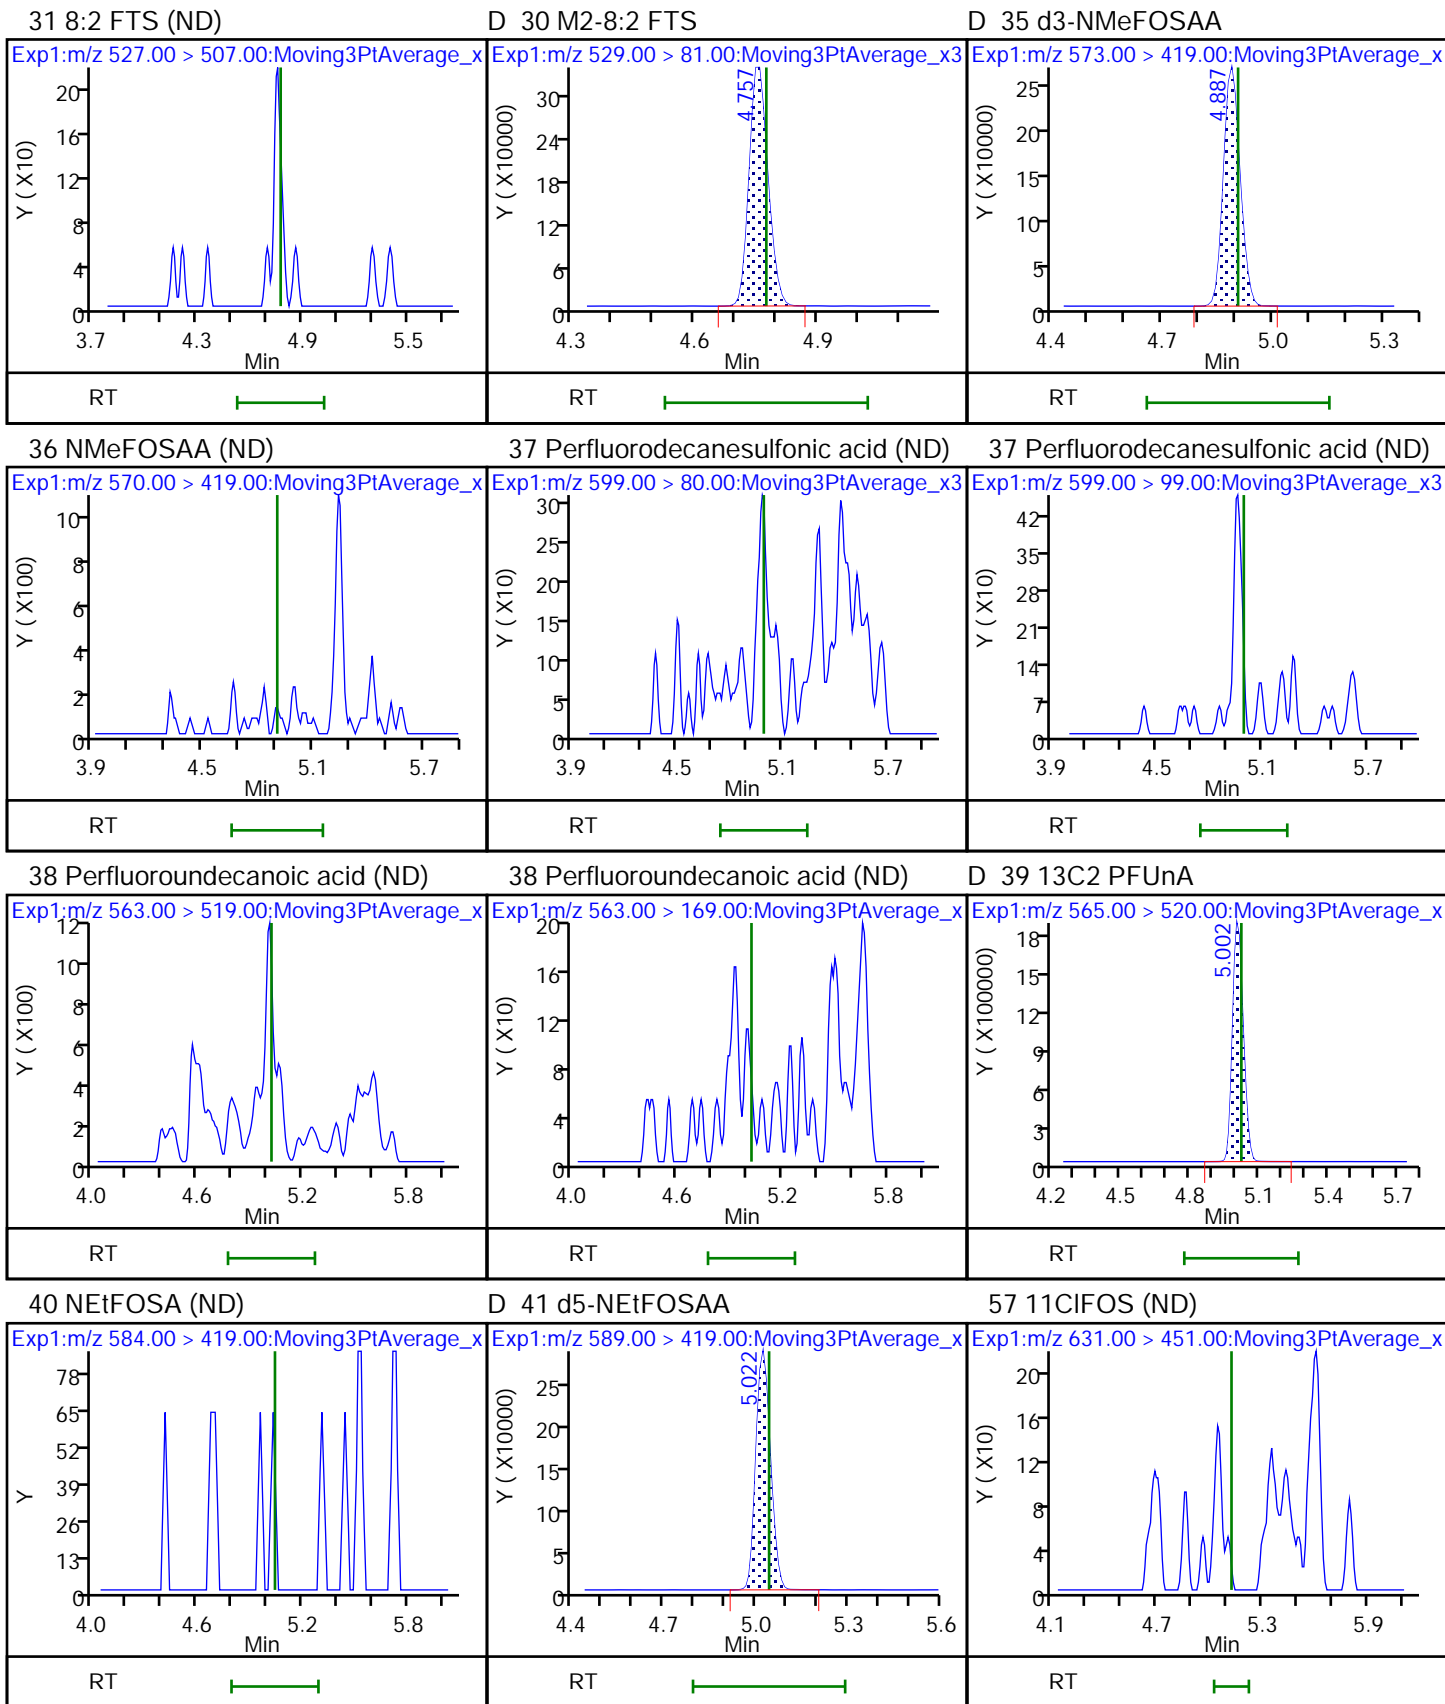 31 8:2 FTS (ND)
Exp1:m/z 527.00 > 507.00:Moving3PtAverage_x
Y ( X10)
20
16
12
8
4
0
3.7 4.3 4.9 5.5
Min
RT
D 30 M2-8:2 FTS
Exp1:m/z 529.00 > 81.00:Moving3PtAverage_x3
4.757
Y ( X10000)
30
24
18
12
6
0
4.3 4.6 4.9
Min
RT
D 35 d3-NMeFOSAA
Exp1:m/z 573.00 > 419.00:Moving3PtAverage_x
4.887
Y ( X10000)
25
20
15
10
5
0
4.4 4.7 5.0 5.3
Min
RT
36 NMeFOSAA (ND)
Exp1:m/z 570.00 > 419.00:Moving3PtAverage_x
Y ( X100)
10
8
6
4
2
0
3.9 4.5 5.1 5.7
Min
RT
37 Perfluorodecanesulfonic acid (ND)
Exp1:m/z 599.00 > 80.00:Moving3PtAverage_x3
Y ( X10)
30
25
20
15
10
5
0
3.9 4.5 5.1 5.7
Min
RT
37 Perfluorodecanesulfonic acid (ND)
Exp1:m/z 599.00 > 99.00:Moving3PtAverage_x3
Y ( X10)
42
35
28
21
14
7
0
3.9 4.5 5.1 5.7
Min
RT
38 Perfluoroundecanoic acid (ND)
Exp1:m/z 563.00 > 519.00:Moving3PtAverage_x
Y ( X100)
12
10
8
6
4
2
0
4.0 4.6 5.2 5.8
Min
RT
38 Perfluoroundecanoic acid (ND)
Exp1:m/z 563.00 > 169.00:Moving3PtAverage_x
Y ( X10)
20
16
12
8
4
0
4.0 4.6 5.2 5.8
Min
RT
D 39 13C2 PFUnA
Exp1:m/z 565.00 > 520.00:Moving3PtAverage_x
5.002
Y ( X100000)
18
15
12
9
6
3
0
4.2 4.5 4.8 5.1 5.4 5.7
Min
RT
40 NEtFOSA (ND)
Exp1:m/z 584.00 > 419.00:Moving3PtAverage_x
Y
78
65
52
39
26
13
0
4.0 4.6 5.2 5.8
Min
RT
D 41 d5-NEtFOSAA
Exp1:m/z 589.00 > 419.00:Moving3PtAverage_x
5.022
Y ( X10000)
25
20
15
10
5
0
4.4 4.7 5.0 5.3 5.6
Min
RT
57 11ClFOS (ND)
Exp1:m/z 631.00 > 451.00:Moving3PtAverage_x
Y ( X10)
20
16
12
8
4
0
4.1 4.7 5.3 5.9
Min
RT